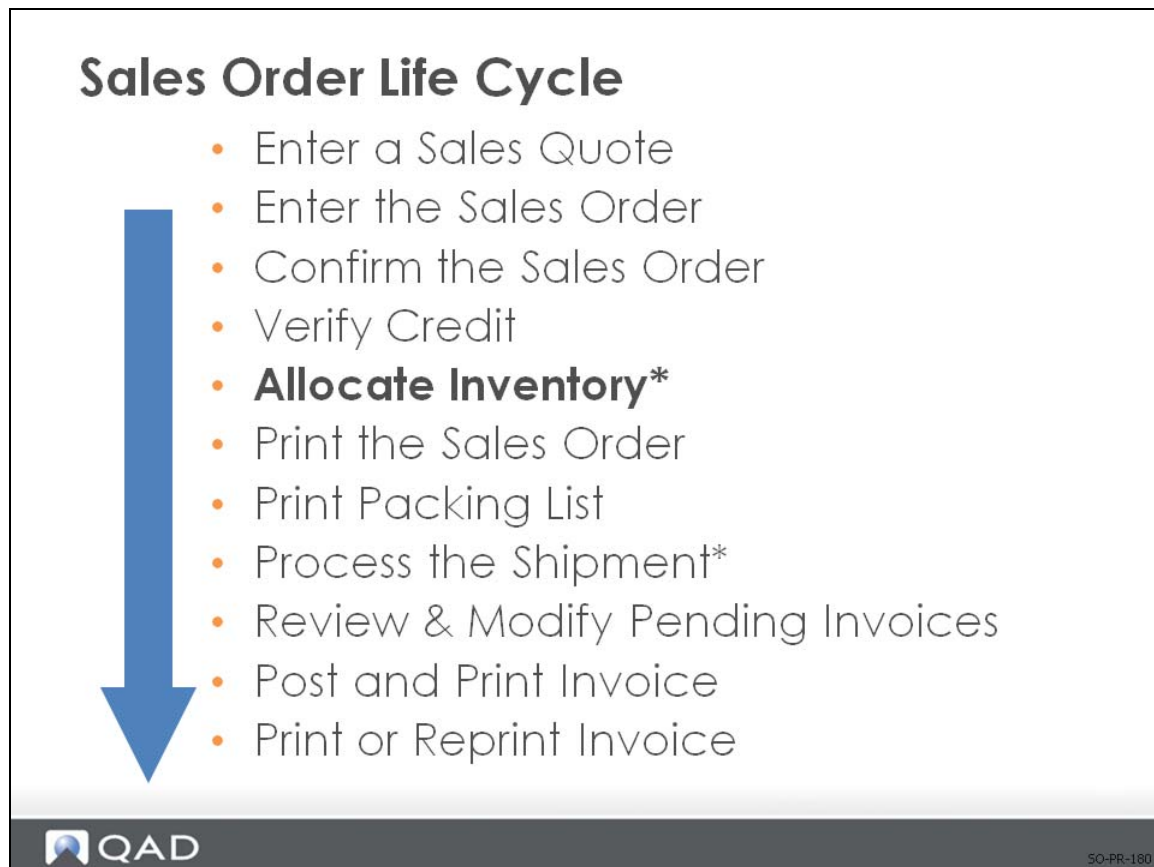 Sales Order Life Cycle
• Enter a Sales Quote
• Enter the Sales Order
• Confirm the Sales Order
• Verify Credit
• Allocate Inventory*
• Print the Sales Order
• Print Packing List
• Process the Shipment*
• Review & Modify Pending Invoices
• Post and Print Invoice
• Print or Reprint Invoice
QAD
SO-PR-180